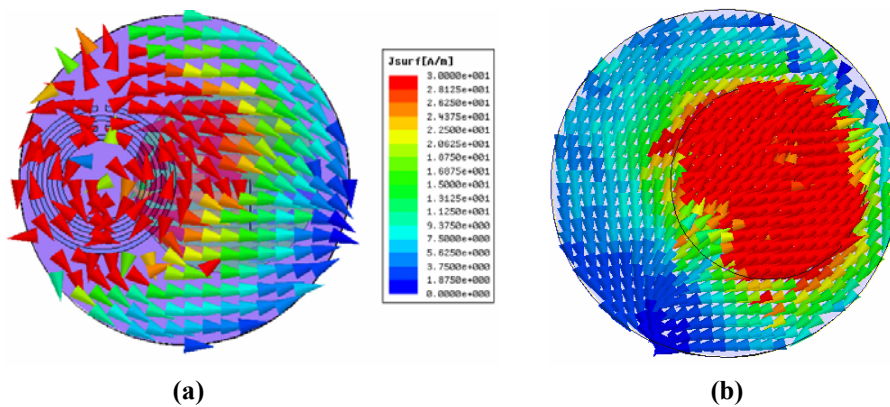 Jsurf[A/m]
3.0000e+001
2.8125e+001
2.6250e+001
2.4375e+001
2.2500e+001
2.0625e+001
1.8750e+001
1.6875e+001
1.5000e+001
1.3125e+001
1.1250e+001
9.3750e+000
7.5000e+000
5.6250e+000
3.7500e+000
1.8750e+000
0.0000e+000
(a)
(b)